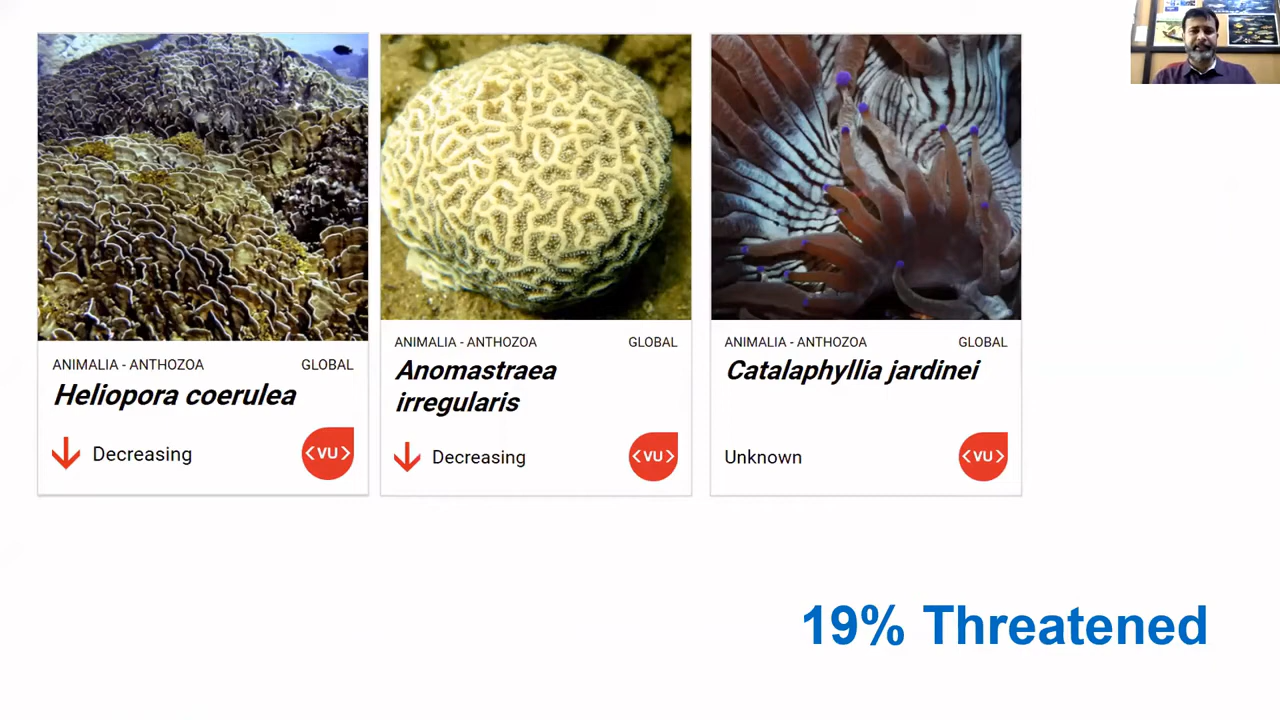 ANIMALIA - ANTHOZOA GLOBAL
Heliopora coerulea
Decreasing <VU>
ANIMALIA - ANTHOZOA GLOBAL
Anomastraea
irregularis
Decreasing <VU>
ANIMALIA - ANTHOZOA GLOBAL
Catalaphyllia jardinei
Unknown <VU>
19% Threatened